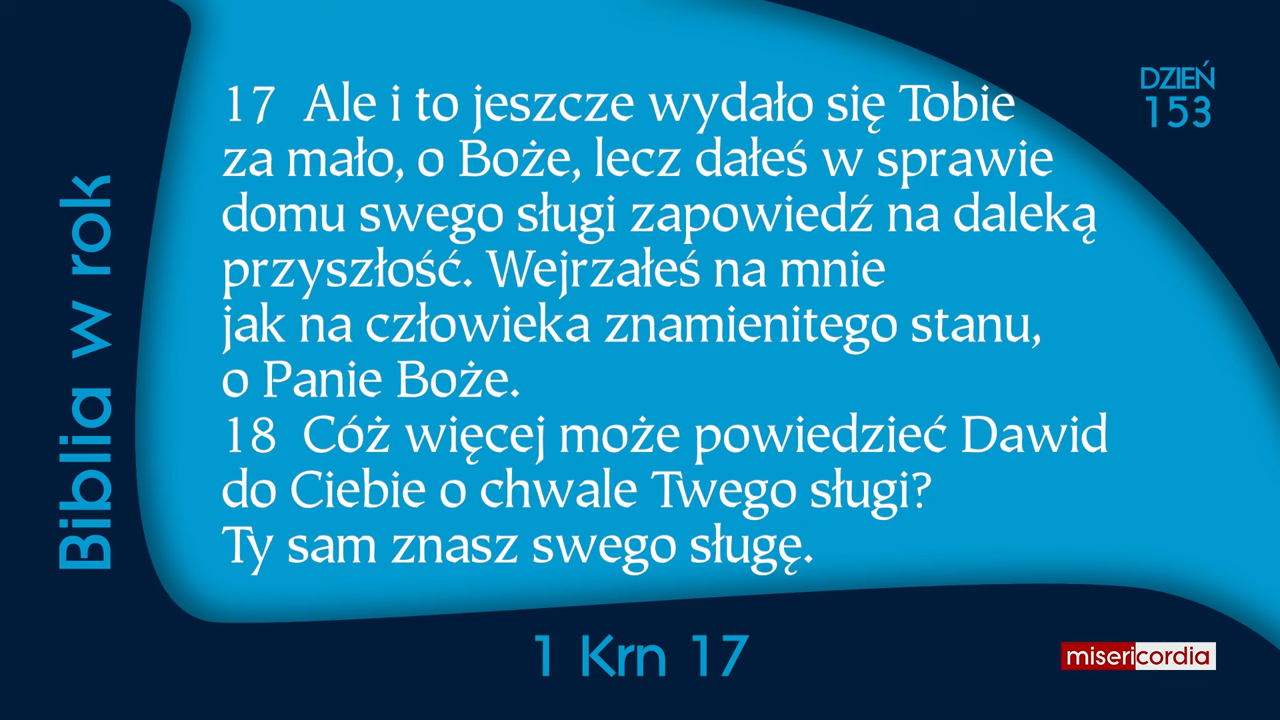 DZIEŃ
153
17 Ale i to jeszcze wydało się Tobie
za mało, o Boże, lecz dałeś w sprawie
domu swego sługi zapowiedź na daleką
przyszłość. Wejrzałeś na mnie
jak na człowieka znamienitego stanu,
o Panie Boże.
18 Cóż więcej może powiedzieć Dawid
do Ciebie o chwale Twego sługi?
Ty sam znasz swego sługę.
Biblia w rok
1 Krn 17
misericordia